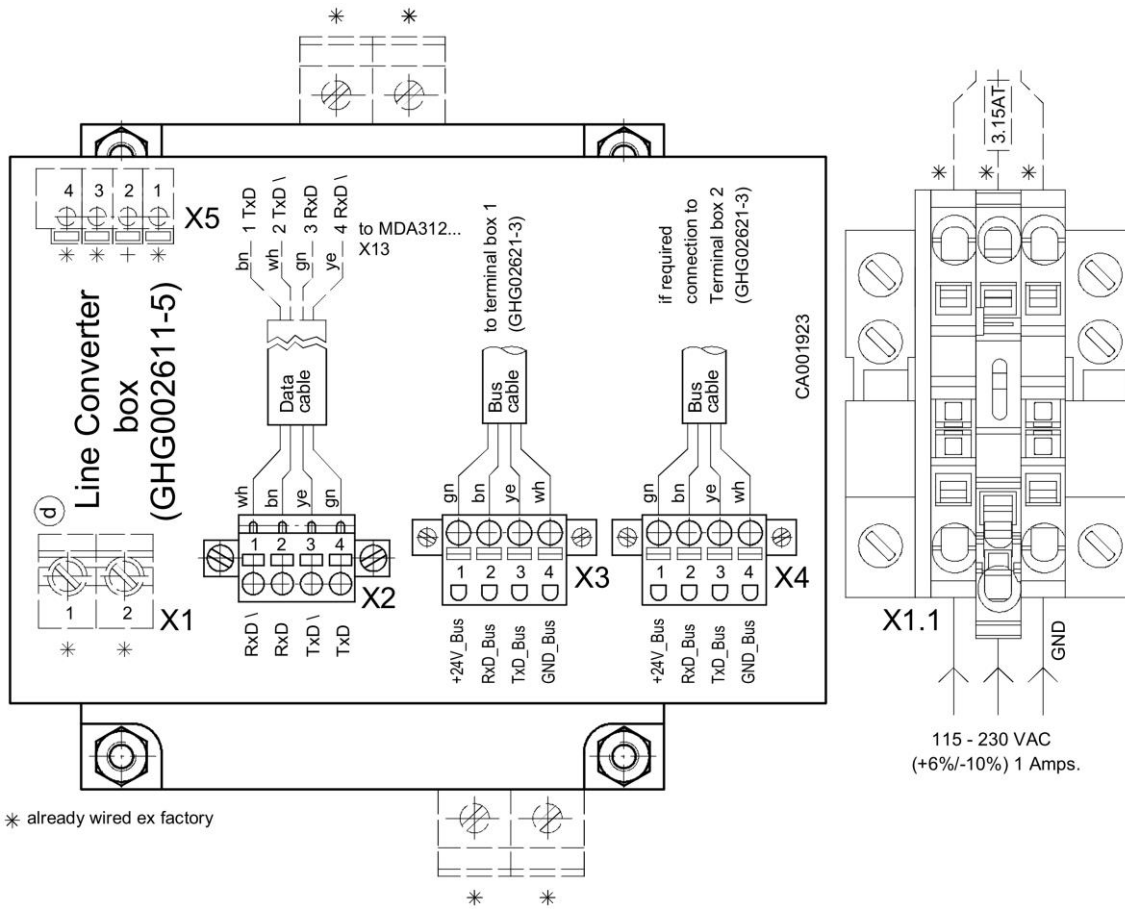 * *
3.15AT
* * *
4 3 2 1
X5
* * + *
1 TxD
2 TxD \
3 RxD
4 RxD \
bn
wh
gn
ye
to MDA312...
X13
Data
cable
to terminal box 1
(GHG02621-3)
Bus
cable
if required
connection to
Terminal box 2
(GHG02621-3)
Bus
cable
CA001923
Line Converter
box
(GHG002611-5)
d
1 2
X1
* *
wh
bn
ye
gn
1 2 3 4
X2
RxD \
RxD
TxD \
TxD
gn
bn
ye
wh
1 2 3 4
X3
+24V_Bus
RxD_Bus
TxD_Bus
GND_Bus
gn
bn
ye
wh
1 2 3 4
X4
+24V_Bus
RxD_Bus
TxD_Bus
GND_Bus
X1.1
GND
115 - 230 VAC
(+6%/-10%) 1 Amps.
* already wired ex factory
* *